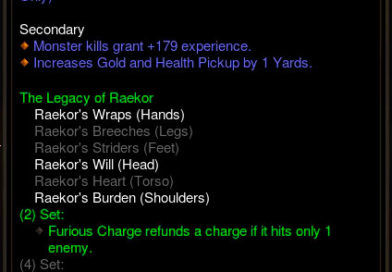 Only)
Secondary
Monster kills grant +179 experience.
Increases Gold and Health Pickup by 1 Yards.
The Legacy of Raekor
Raekor's Wraps (Hands)
Raekor's Breeches (Legs)
Raekor's Striders (Feet)
Raekor's Will (Head)
Raekor's Heart (Torso)
Raekor's Burden (Shoulders)
(2) Set:
Furious Charge refunds a charge if it hits only 1
enemy.
(4) Set: